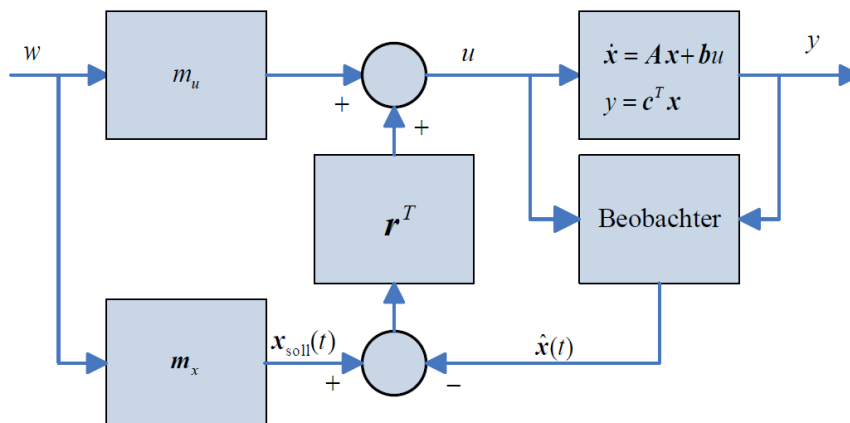 w
m_u
+
+
u
ẋ = Ax + bu
y = c^T x
y
r^T
Beobachter
m_x
x_soll(t)
+
−
x̂(t)